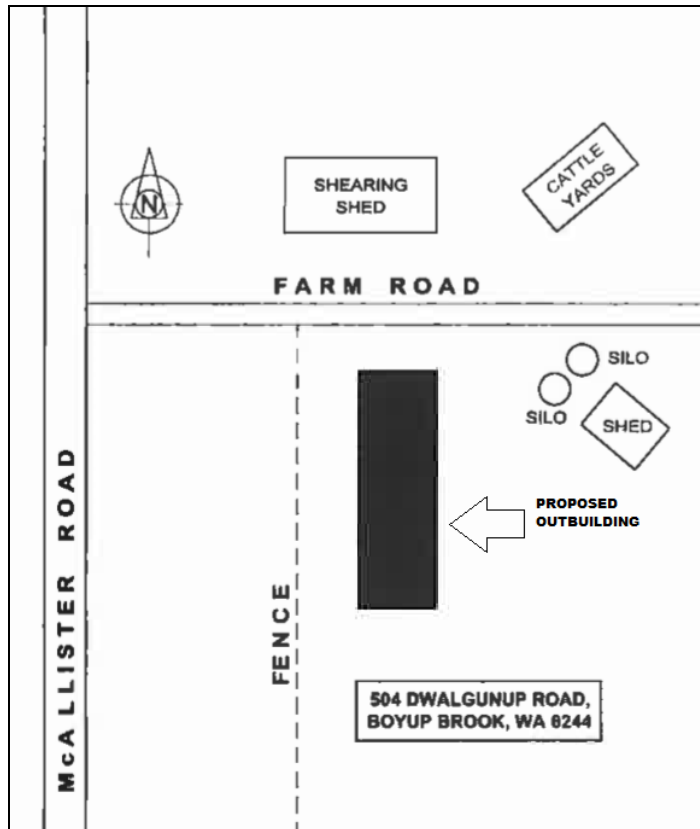 SHEARING
SHED
CATTLE
YARDS
N
FARM ROAD
SILO
SILO
SHED
PROPOSED
OUTBUILDING
McALLISTER ROAD
FENCE
504 DWALGUNUP ROAD,
BOYUP BROOK, WA 6244